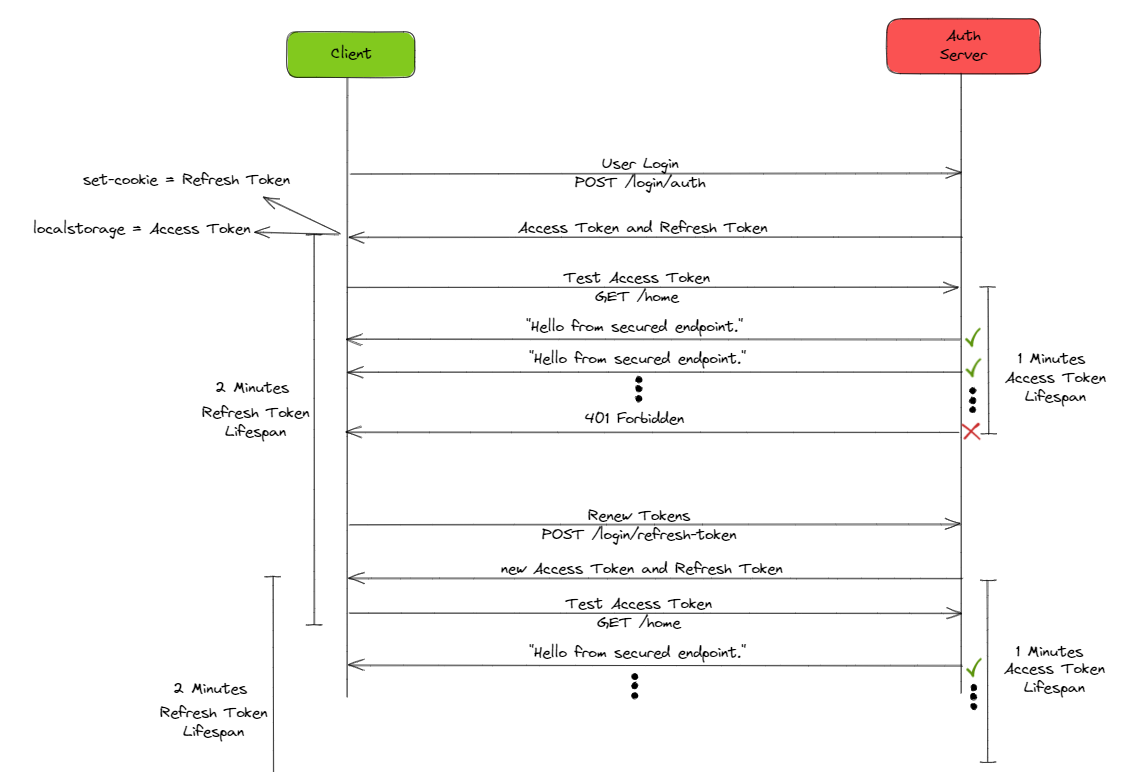 Client
Auth
Server
User Login
POST /login/auth
set-cookie = Refresh Token
localstorage = Access Token
Access Token and Refresh Token
Test Access Token
GET /home
"Hello from secured endpoint."
"Hello from secured endpoint."
1 Minutes
Access Token
Lifespan
2 Minutes
Refresh Token
Lifespan
401 Forbidden
Renew Tokens
POST /login/refresh-token
new Access Token and Refresh Token
Test Access Token
GET /home
"Hello from secured endpoint."
1 Minutes
Access Token
Lifespan
2 Minutes
Refresh Token
Lifespan